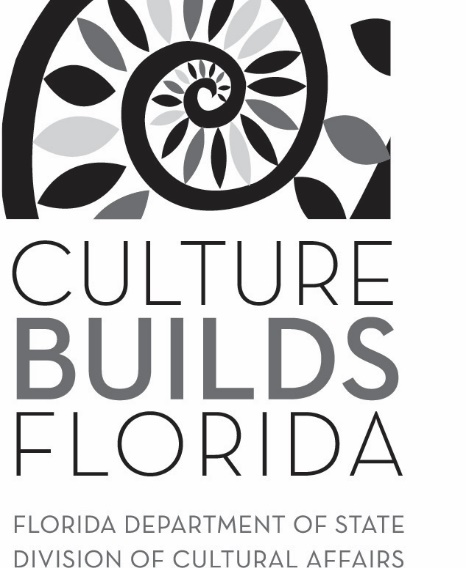 CULTURE
BUILDS
FLORIDA
FLORIDA DEPARTMENT OF STATE
DIVISION OF CULTURAL AFFAIRS